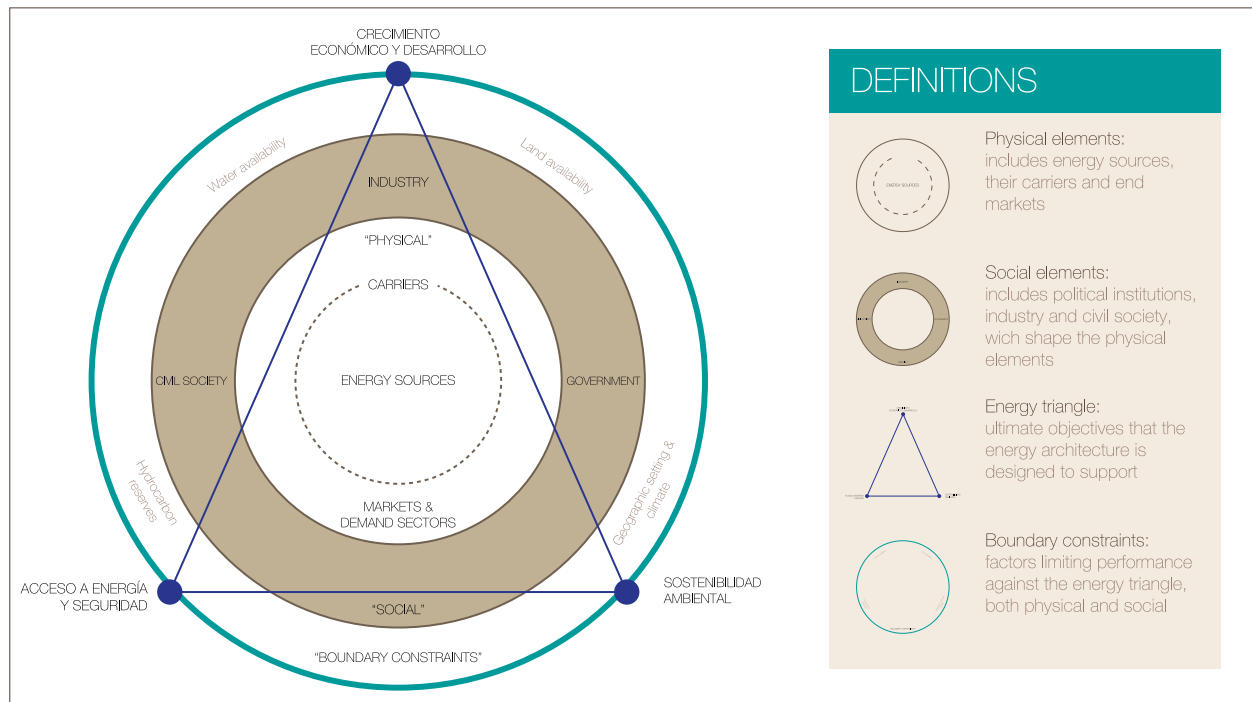 CRECIMIENTO
ECONÓMICO Y DESARROLLO
Water availability
Land availability
INDUSTRY
"PHYSICAL"
CARRIERS
CIVIL SOCIETY
ENERGY SOURCES
GOVERNMENT
Hydrocarbon
reserves
Geographic setting &
climate
MARKETS &
DEMAND SECTORS
ACCESO A ENERGÍA
Y SEGURIDAD
SOSTENIBILIDAD
AMBIENTAL
"SOCIAL"
"BOUNDARY CONSTRAINTS"
DEFINITIONS
ENERGY SOURCES
Physical elements:
includes energy sources,
their carriers and end
markets
Social elements:
includes political institutions,
industry and civil society,
wich shape the physical
elements
Energy triangle:
ultimate objectives that the
energy architecture is
designed to support
Boundary constraints:
factors limiting performance
against the energy triangle,
both physical and social